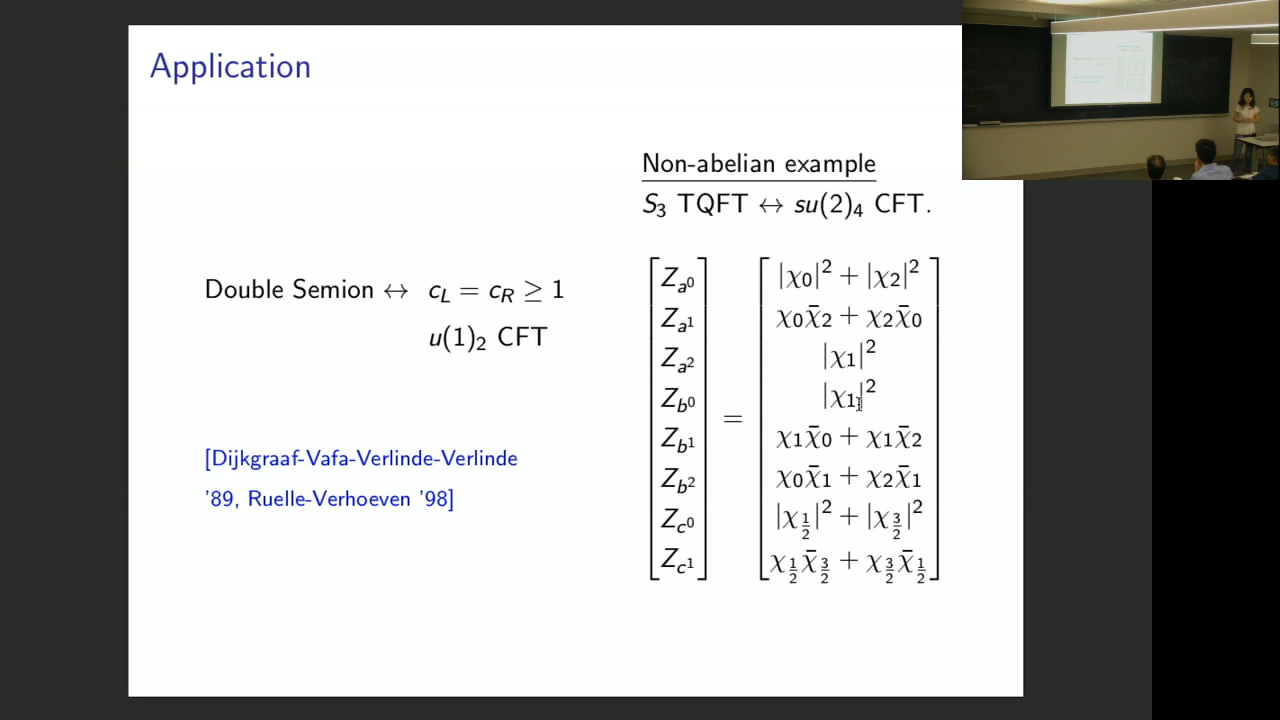 Application
Non-abelian example
S₃ TQFT ↔ su(2)₄ CFT.
Double Semion ↔ c_L = c_R ≥ 1
u(1)₂ CFT
[Dijkgraaf-Vafa-Verlinde-Verlinde
'89, Ruelle-Verhoeven '98]
Z_{a^0} = |χ₀|² + |χ₂|²
Z_{a^1} = χ₀χ̄₂ + χ₂χ̄₀
Z_{a^2} = |χ₁|²
Z_{b^0} = |χ₁|²
Z_{b^1} = χ₁χ̄₀ + χ₁χ̄₂
Z_{b^2} = χ₀χ̄₁ + χ₂χ̄₁
Z_{c^0} = |χ_{1/2}|² + |χ_{3/2}|²
Z_{c^1} = χ_{1/2}χ̄_{3/2} + χ_{3/2}χ̄_{1/2}